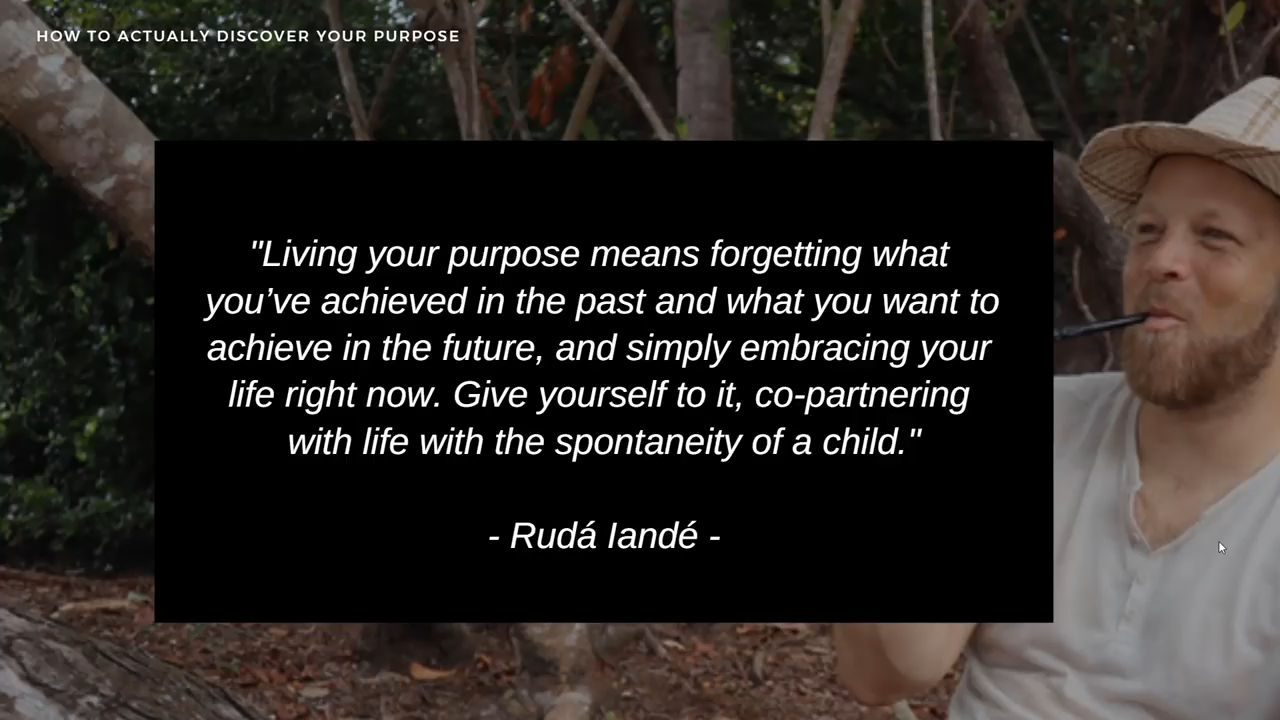 HOW TO ACTUALLY DISCOVER YOUR PURPOSE
"Living your purpose means forgetting what
you’ve achieved in the past and what you want to
achieve in the future, and simply embracing your
life right now. Give yourself to it, co-partnering
with life with the spontaneity of a child."
- Rudá Iandé -